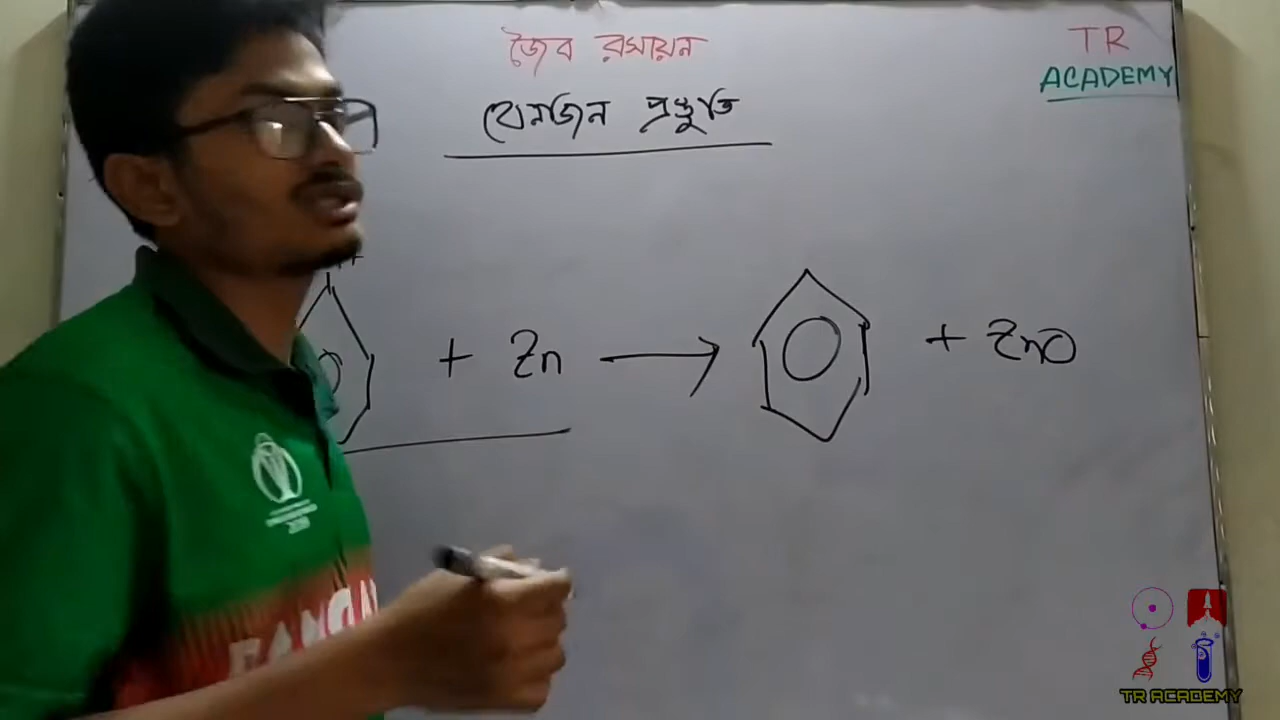 জৈব রসায়ন
TR
ACADEMY
বেনজিন প্রস্তুতি
+ Zn → + ZnO
TR ACADEMY